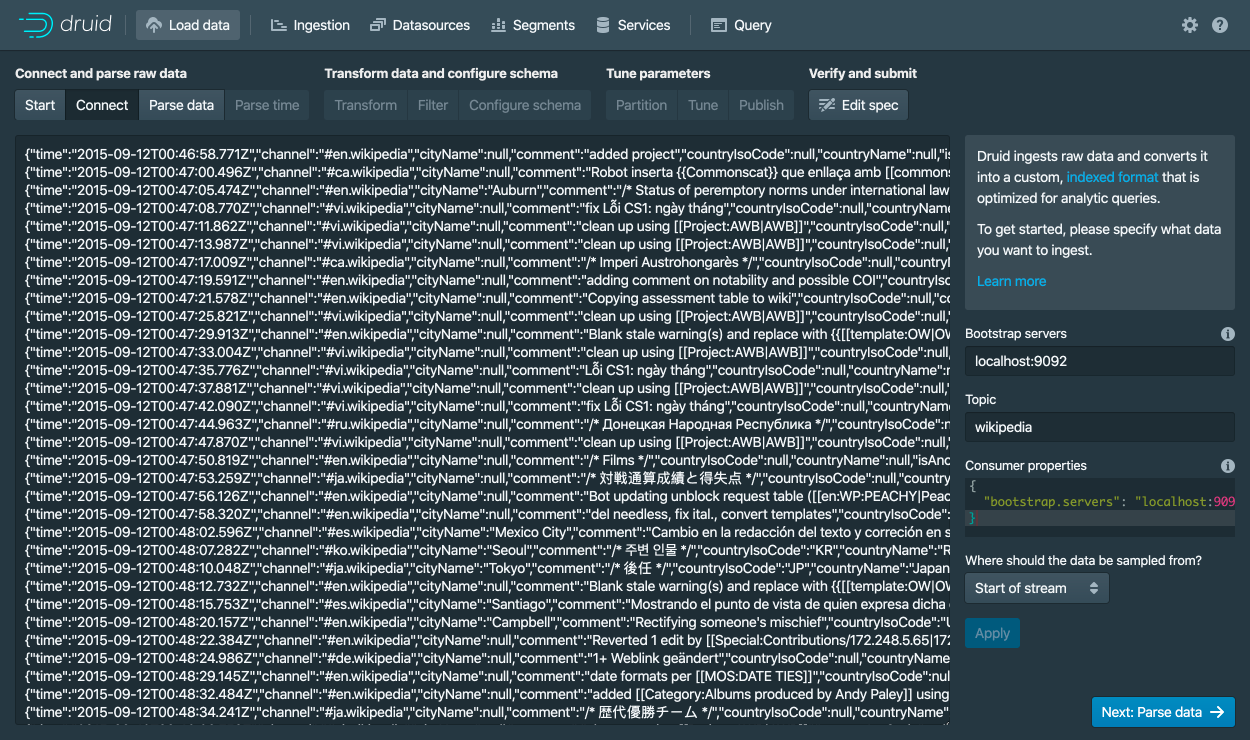 druid Load data Ingestion Datasources Segments Services Query
Connect and parse raw data Transform data and configure schema Tune parameters Verify and submit
Start Connect Parse data Parse time Transform Filter Configure schema Partition Tune Publish Edit spec
{"time":"2015-09-12T00:46:58.771Z","channel":"#en.wikipedia","cityName":null,"comment":"added project","countryIsoCode":null,"countryName":null,"is
{"time":"2015-09-12T00:47:00.496Z","channel":"#ca.wikipedia","cityName":null,"comment":"Robot inserta {{Commonscat}} que enllaça amb [[commons
{"time":"2015-09-12T00:47:05.474Z","channel":"#en.wikipedia","cityName":"Auburn","comment":"/* Status of peremptory norms under international law
{"time":"2015-09-12T00:47:08.770Z","channel":"#vi.wikipedia","cityName":null,"comment":"fix Lỗi CS1: ngày tháng","countryIsoCode":null,"countryName
{"time":"2015-09-12T00:47:11.862Z","channel":"#vi.wikipedia","cityName":null,"comment":"clean up using [[Project:AWB|AWB]]","countryIsoCode":null,"
{"time":"2015-09-12T00:47:13.987Z","channel":"#vi.wikipedia","cityName":null,"comment":"clean up using [[Project:AWB|AWB]]","countryIsoCode":null,"
{"time":"2015-09-12T00:47:17.009Z","channel":"#ca.wikipedia","cityName":null,"comment":"/* Imperi Austrohongarès */","countryIsoCode":null,"countryN
{"time":"2015-09-12T00:47:19.591Z","channel":"#en.wikipedia","cityName":null,"comment":"adding comment on notability and possible COI","countryIso
{"time":"2015-09-12T00:47:21.578Z","channel":"#en.wikipedia","cityName":null,"comment":"Copying assessment table to wiki","countryIsoCode":null,"co
{"time":"2015-09-12T00:47:25.821Z","channel":"#vi.wikipedia","cityName":null,"comment":"clean up using [[Project:AWB|AWB]]","countryIsoCode":null,"
{"time":"2015-09-12T00:47:29.913Z","channel":"#en.wikipedia","cityName":null,"comment":"Blank stale warning(s) and replace with {{[[template:OW|OW
{"time":"2015-09-12T00:47:33.004Z","channel":"#vi.wikipedia","cityName":null,"comment":"clean up using [[Project:AWB|AWB]]","countryIsoCode":null,"
{"time":"2015-09-12T00:47:35.776Z","channel":"#vi.wikipedia","cityName":null,"comment":"Lỗi CS1: ngày tháng","countryIsoCode":null,"countryName":n
{"time":"2015-09-12T00:47:37.881Z","channel":"#vi.wikipedia","cityName":null,"comment":"clean up using [[Project:AWB|AWB]]","countryIsoCode":null,"
{"time":"2015-09-12T00:47:42.090Z","channel":"#vi.wikipedia","cityName":null,"comment":"fix Lỗi CS1: ngày tháng","countryIsoCode":null,"countryName
{"time":"2015-09-12T00:47:44.963Z","channel":"#ru.wikipedia","cityName":null,"comment":"/* Донецкая Народная Республика */","countryIsoCode":n
{"time":"2015-09-12T00:47:47.870Z","channel":"#vi.wikipedia","cityName":null,"comment":"clean up using [[Project:AWB|AWB]]","countryIsoCode":null,"
{"time":"2015-09-12T00:47:50.819Z","channel":"#en.wikipedia","cityName":null,"comment":"/* Films */","countryIsoCode":null,"countryName":null,"isAno
{"time":"2015-09-12T00:47:53.259Z","channel":"#ja.wikipedia","cityName":null,"comment":"/* 対戦通算成績と得失点 */","countryIsoCode":null,"countryN
{"time":"2015-09-12T00:47:56.126Z","channel":"#en.wikipedia","cityName":null,"comment":"Bot updating unblock request table ([[en:WP:PEACHY|Peac
{"time":"2015-09-12T00:47:58.320Z","channel":"#en.wikipedia","cityName":null,"comment":"del needless, fix ital., convert templates","countryIsoCode":n
{"time":"2015-09-12T00:48:02.596Z","channel":"#es.wikipedia","cityName":"Mexico City","comment":"Cambio en la redacción del texto y correción en s
{"time":"2015-09-12T00:48:07.282Z","channel":"#ko.wikipedia","cityName":"Seoul","comment":"/* 주변 인물 */","countryIsoCode":"KR","countryName":"R
{"time":"2015-09-12T00:48:10.048Z","channel":"#ja.wikipedia","cityName":"Tokyo","comment":"/* 後任 */","countryIsoCode":"JP","countryName":"Japan
{"time":"2015-09-12T00:48:12.732Z","channel":"#en.wikipedia","cityName":null,"comment":"Blank stale warning(s) and replace with {{[[template:OW|OW
{"time":"2015-09-12T00:48:15.753Z","channel":"#es.wikipedia","cityName":"Santiago","comment":"Mostrando el punto de vista de quien expresa dicha
{"time":"2015-09-12T00:48:20.157Z","channel":"#en.wikipedia","cityName":"Campbell","comment":"Rectifying someone's mischief","countryIsoCode":"U
{"time":"2015-09-12T00:48:22.384Z","channel":"#en.wikipedia","cityName":null,"comment":"Reverted 1 edit by [[Special:Contributions/172.248.5.65|172
{"time":"2015-09-12T00:48:24.986Z","channel":"#de.wikipedia","cityName":null,"comment":"1+ Weblink geändert","countryIsoCode":null,"countryName
{"time":"2015-09-12T00:48:29.145Z","channel":"#en.wikipedia","cityName":null,"comment":"date formats per [[MOS:DATE TIES]]","countryIsoCode":nul
{"time":"2015-09-12T00:48:32.484Z","channel":"#en.wikipedia","cityName":null,"comment":"added [[Category:Albums produced by Andy Paley]] using
{"time":"2015-09-12T00:48:34.241Z","channel":"#ja.wikipedia","cityName":null,"comment":"/* 歴代優勝チーム */","countryIsoCode":null,"countryName"
Druid ingests raw data and converts it
into a custom, indexed format that is
optimized for analytic queries.
To get started, please specify what data
you want to ingest.
Learn more
Bootstrap servers
localhost:9092
Topic
wikipedia
Consumer properties
{
"bootstrap.servers": "localhost:909
}
Where should the data be sampled from?
Start of stream
Apply
Next: Parse data